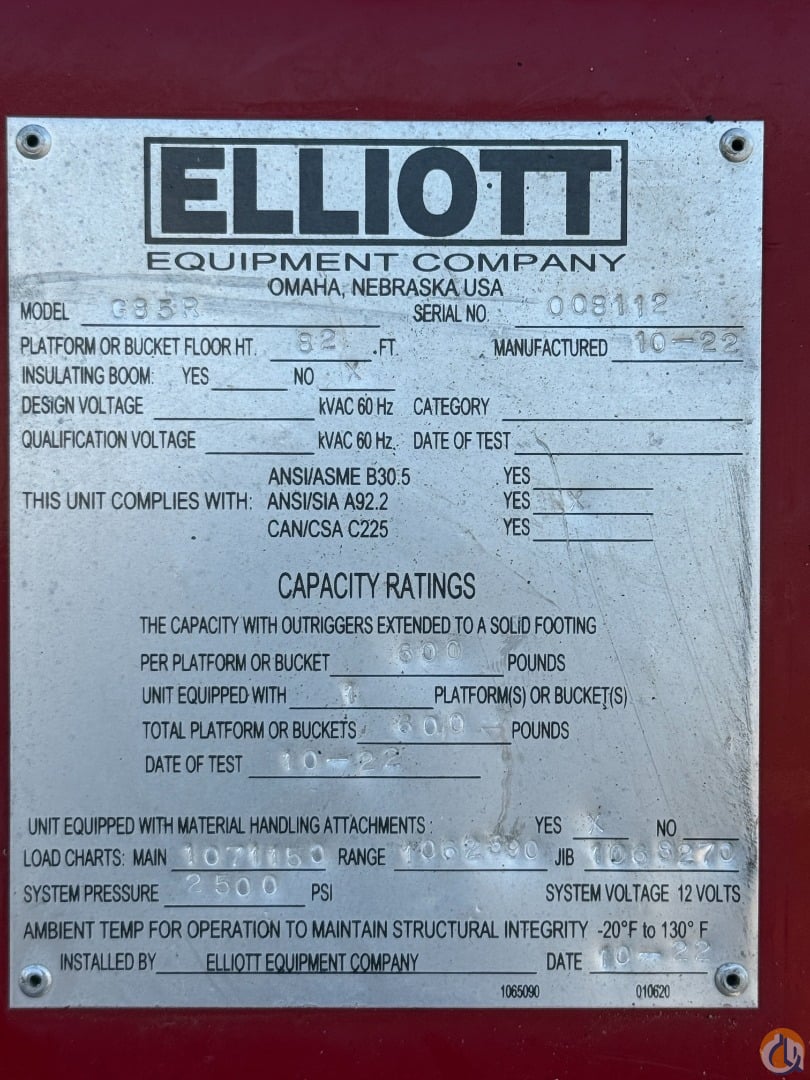 ELLIOTT
EQUIPMENT COMPANY
OMAHA, NEBRASKA USA
MODEL G85R SERIAL NO 008112
PLATFORM OR BUCKET FLOOR HT. 82 .FT. MANUFACTURED 10-22
INSULATING BOOM: YES NO X
DESIGN VOLTAGE kVAC 60 Hz CATEGORY
QUALIFICATION VOLTAGE kVAC 60 Hz. DATE OF TEST
ANSI/ASME B30.5 YES
THIS UNIT COMPLIES WITH: ANSI/SIA A92.2 YES X
CAN/CSA C225 YES
CAPACITY RATINGS
THE CAPACITY WITH OUTRIGGERS EXTENDED TO A SOLID FOOTING
PER PLATFORM OR BUCKET 600 POUNDS
UNIT EQUIPPED WITH 1 PLATFORM(S) OR BUCKET(S)
TOTAL PLATFORM OR BUCKETS 600 POUNDS
DATE OF TEST 10-22
UNIT EQUIPPED WITH MATERIAL HANDLING ATTACHMENTS : YES X NO
LOAD CHARTS: MAIN 1071150 RANGE JIB 1068270
SYSTEM PRESSURE 2500 PSI SYSTEM VOLTAGE 12 VOLTS
AMBIENT TEMP FOR OPERATION TO MAINTAIN STRUCTURAL INTEGRITY -20°F to 130° F
INSTALLED BY ELLIOTT EQUIPMENT COMPANY DATE 10-22
1065090 010620